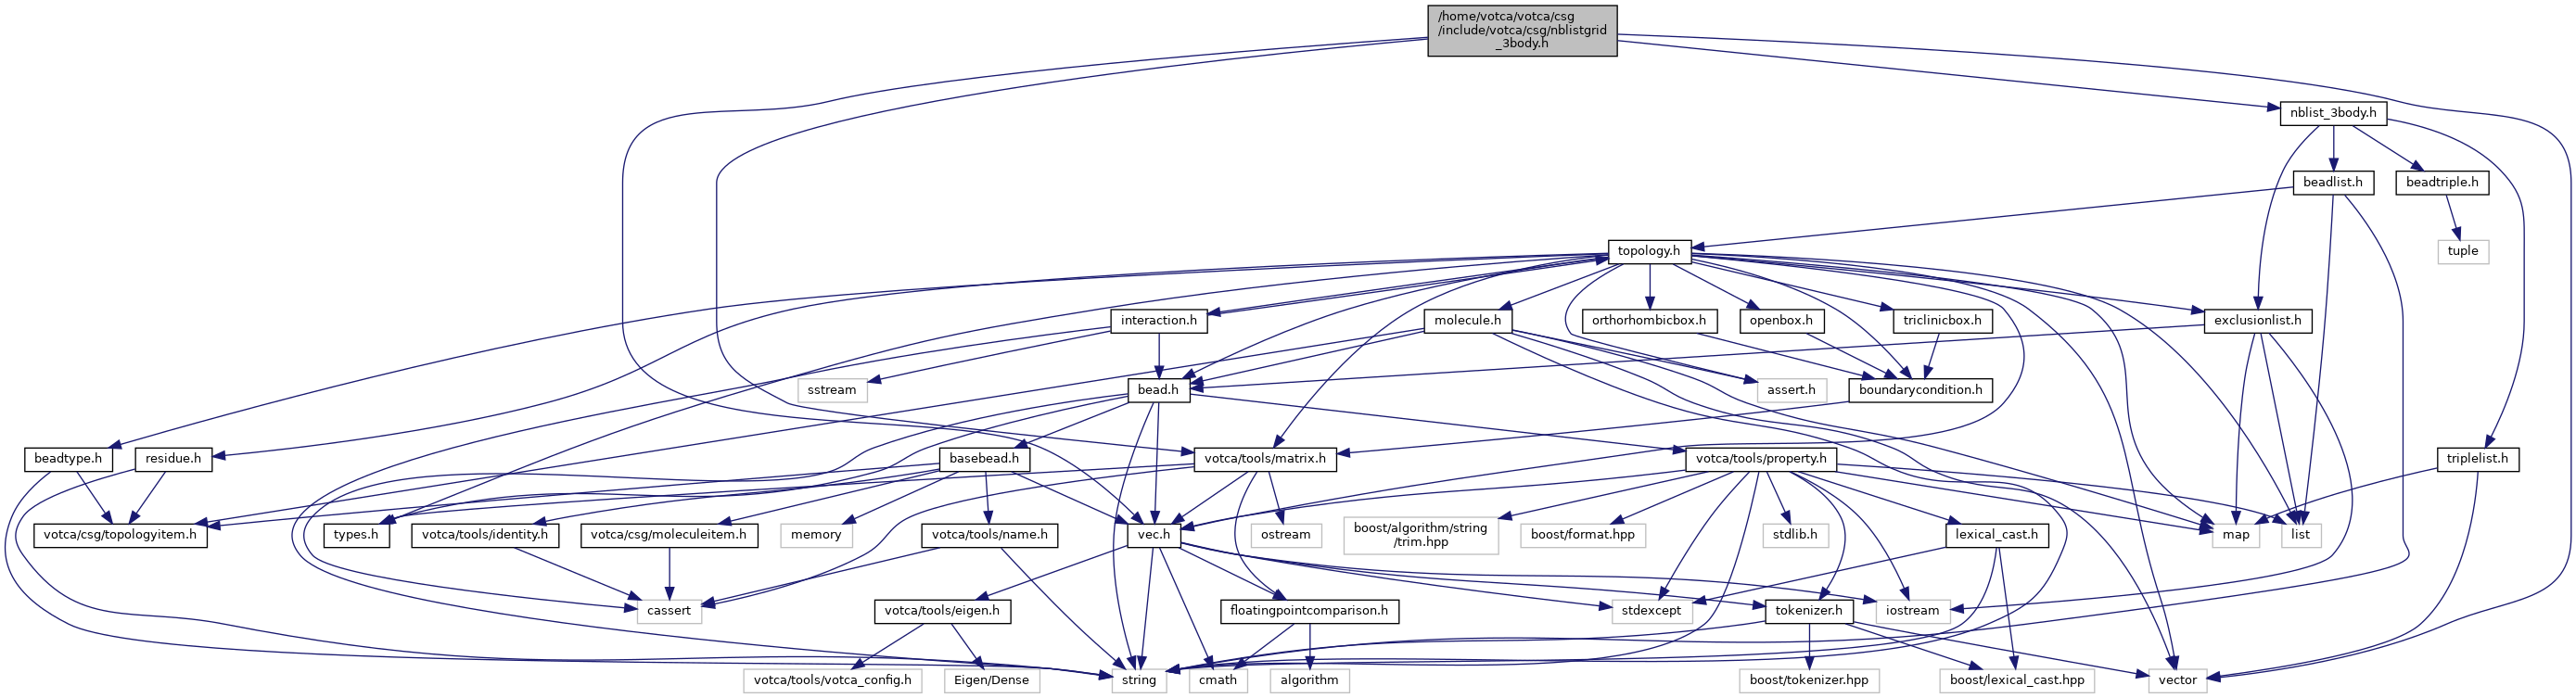 /home/votca/votca/csg
/include/votca/csg/nblistgrid
_3body.h
nblist_3body.h
beadlist.h
beadtriple.h
topology.h
tuple
interaction.h
molecule.h
orthorhombicbox.h
openbox.h
triclinicbox.h
exclusionlist.h
sstream
bead.h
assert.h
boundarycondition.h
beadtype.h
residue.h
basebead.h
votca/tools/matrix.h
votca/tools/property.h
triplelist.h
votca/csg/topologyitem.h
types.h
votca/tools/identity.h
votca/csg/moleculeitem.h
memory
votca/tools/name.h
vec.h
ostream
boost/algorithm/string
/trim.hpp
boost/format.hpp
stdlib.h
lexical_cast.h
map
list
cassert
votca/tools/eigen.h
floatingpointcomparison.h
stdexcept
tokenizer.h
iostream
votca/tools/votca_config.h
Eigen/Dense
string
cmath
algorithm
boost/tokenizer.hpp
boost/lexical_cast.hpp
vector